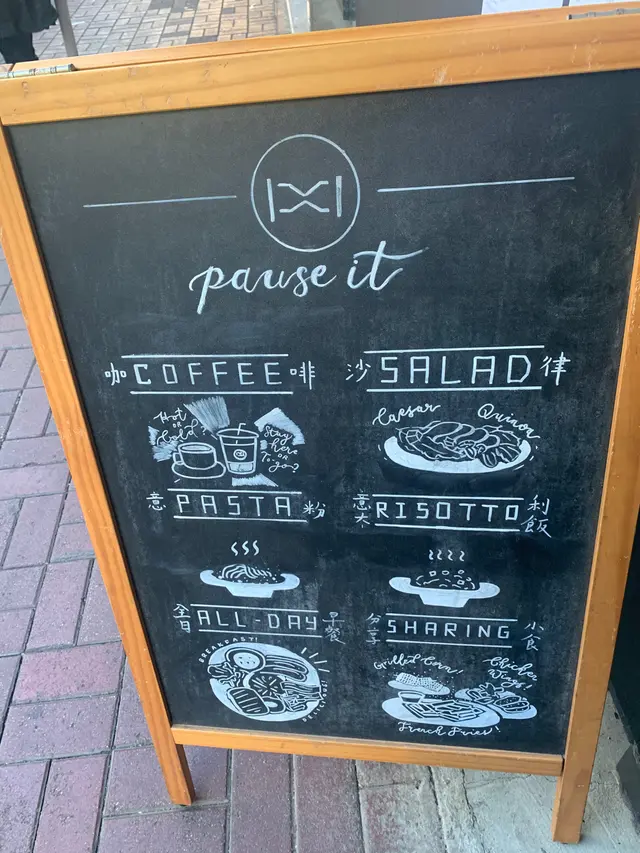 pause it
咖 COFFEE 啡
Hot
OR
Cold?
Stay
here
OR
To-go?
沙 SALAD 律
Caesar
Quinoa
意 PASTA 粉
意大 RISOTTO 利飯
全日 ALL-DAY 早餐
BREAKFAST!
DELICIOUS!
分享 SHARING 小食
Grilled Corn!
Chicken
Wings!
French Fries!